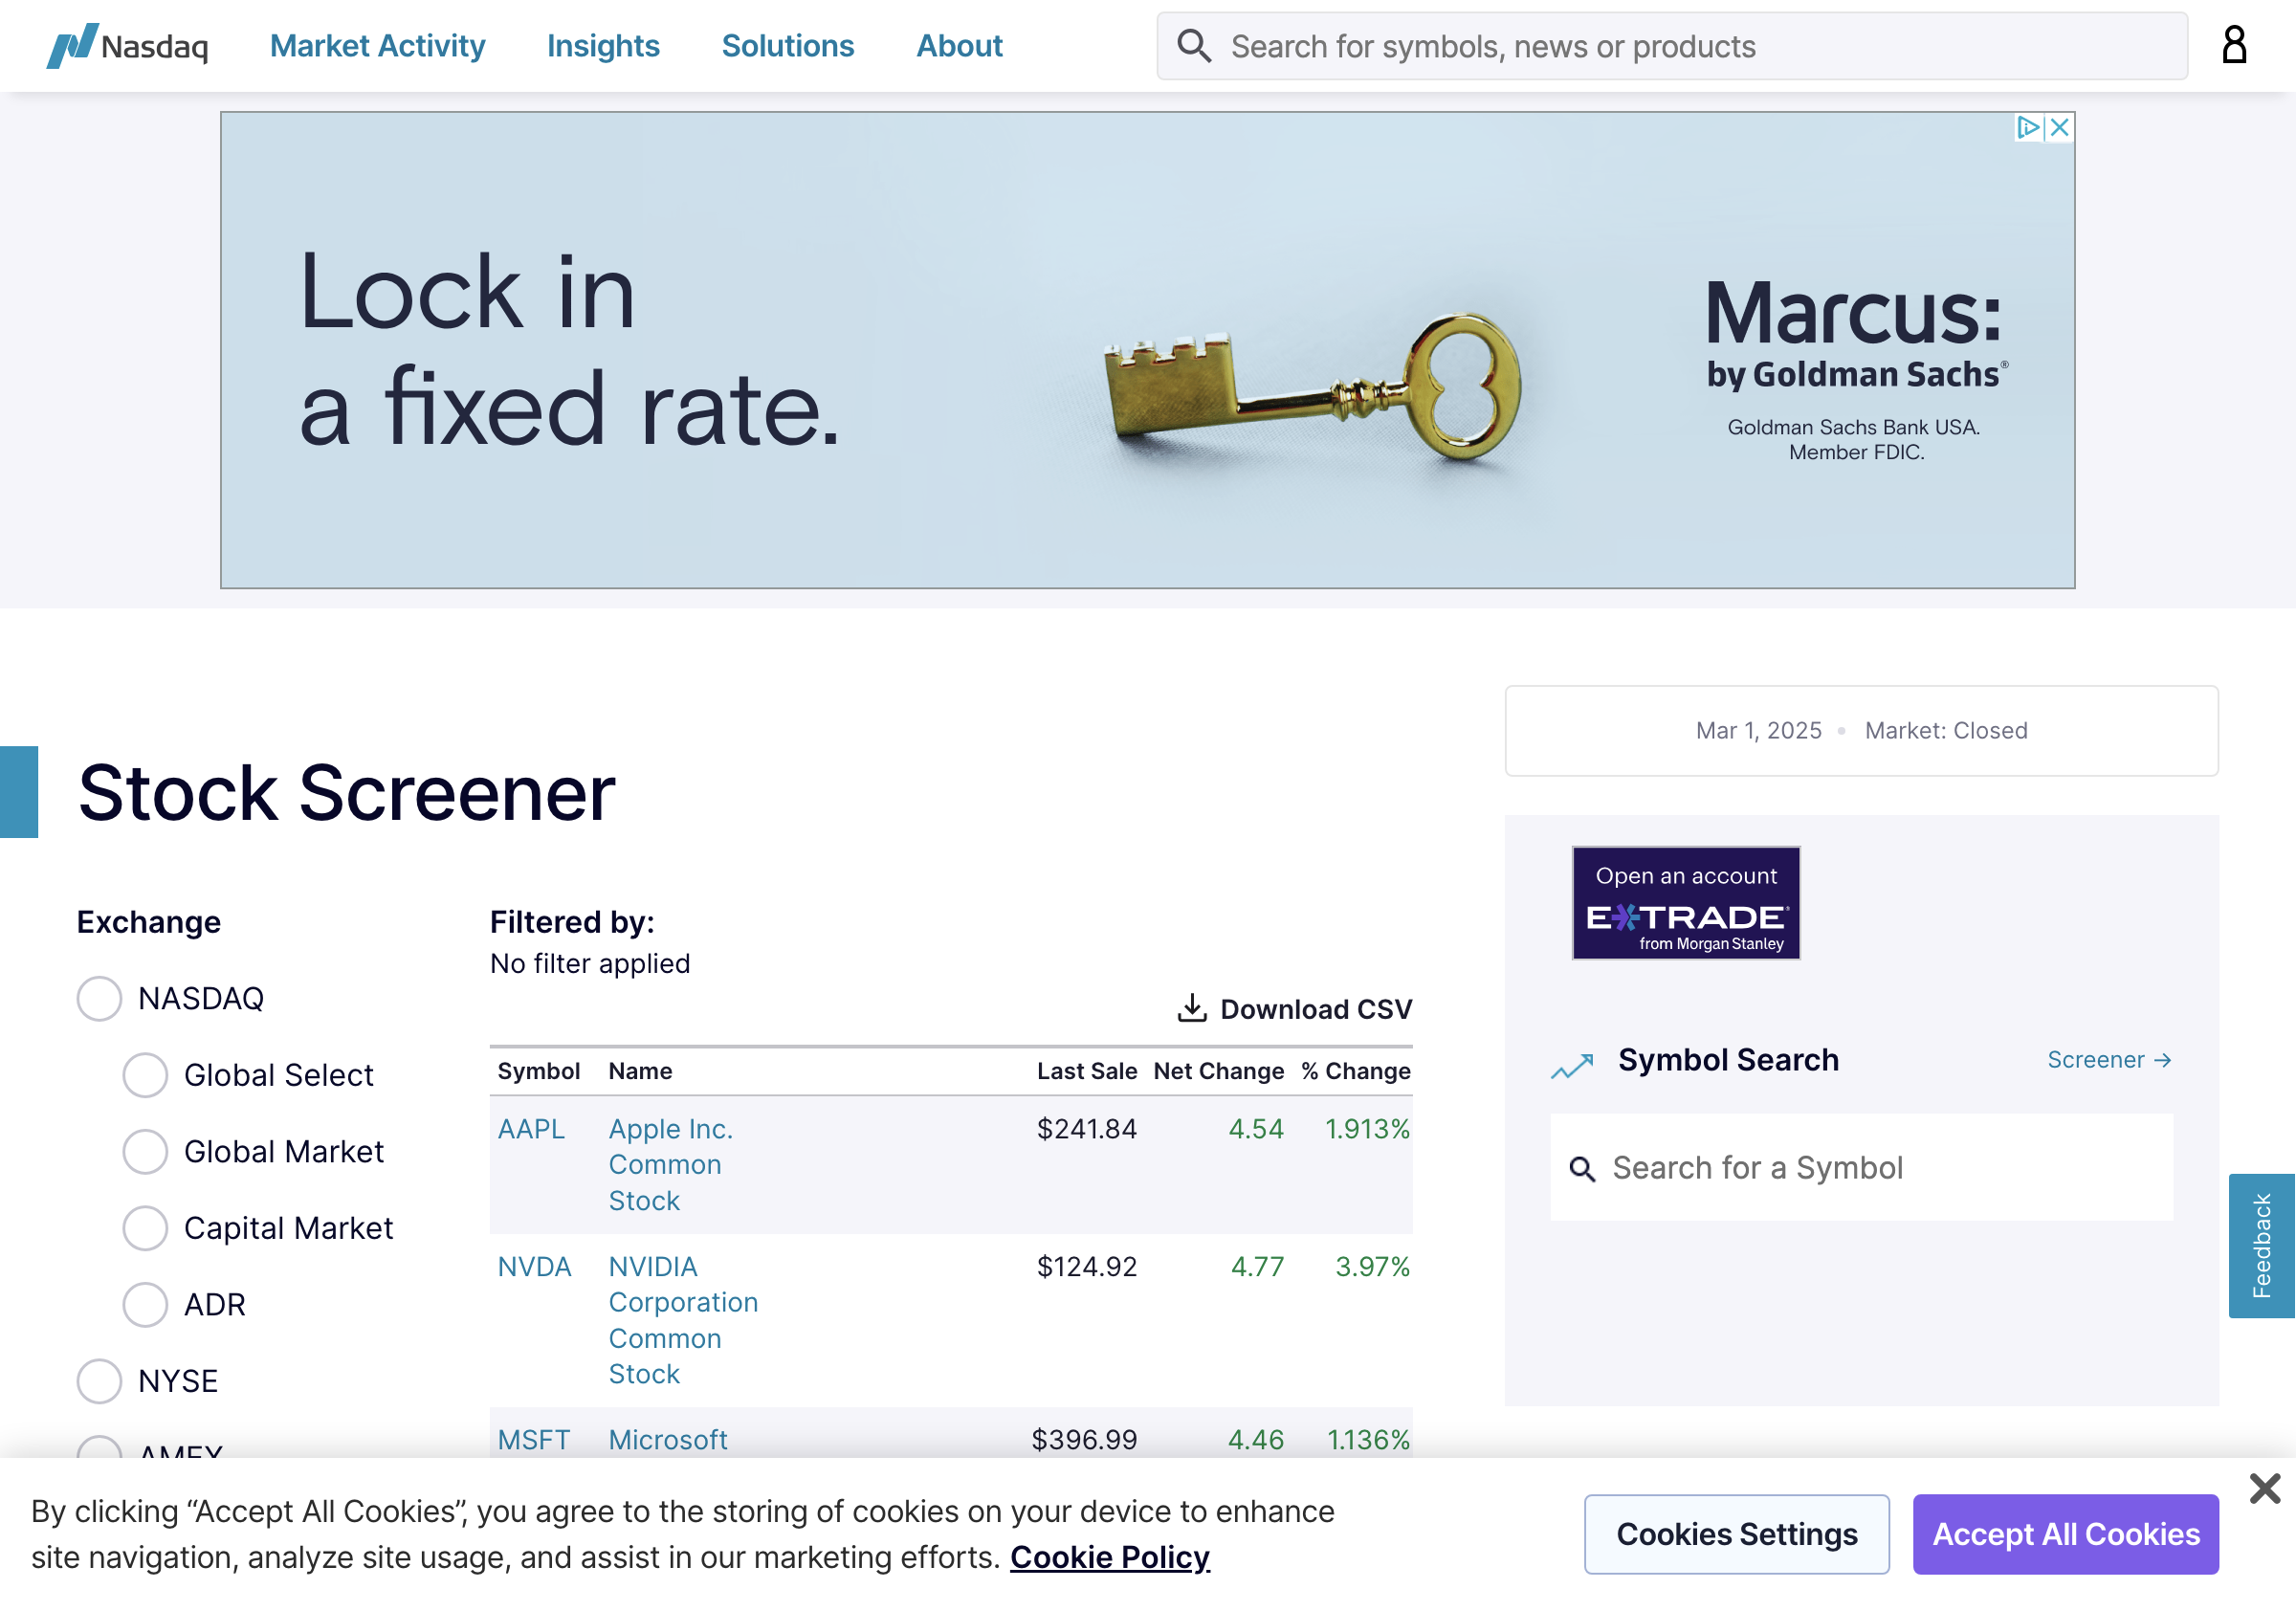 Nasdaq
Market Activity
Insights
Solutions
About
Search for symbols, news or products
Lock in
a fixed rate.
Marcus:
by Goldman Sachs®
Goldman Sachs Bank USA.
Member FDIC.
Mar 1, 2025 • Market: Closed
Stock Screener
Open an account
E*TRADE®
from Morgan Stanley
Exchange
NASDAQ
Global Select
Global Market
Capital Market
ADR
NYSE
AMEX
Filtered by:
No filter applied
Download CSV
Symbol Name Last Sale Net Change % Change
AAPL Apple Inc. $241.84 4.54 1.913%
Common
Stock
NVDA NVIDIA $124.92 4.77 3.97%
Corporation
Common
Stock
MSFT Microsoft $396.99 4.46 1.136%
Symbol Search
Screener →
Search for a Symbol
Feedback
By clicking “Accept All Cookies”, you agree to the storing of cookies on your device to enhance
site navigation, analyze site usage, and assist in our marketing efforts. Cookie Policy
Cookies Settings
Accept All Cookies